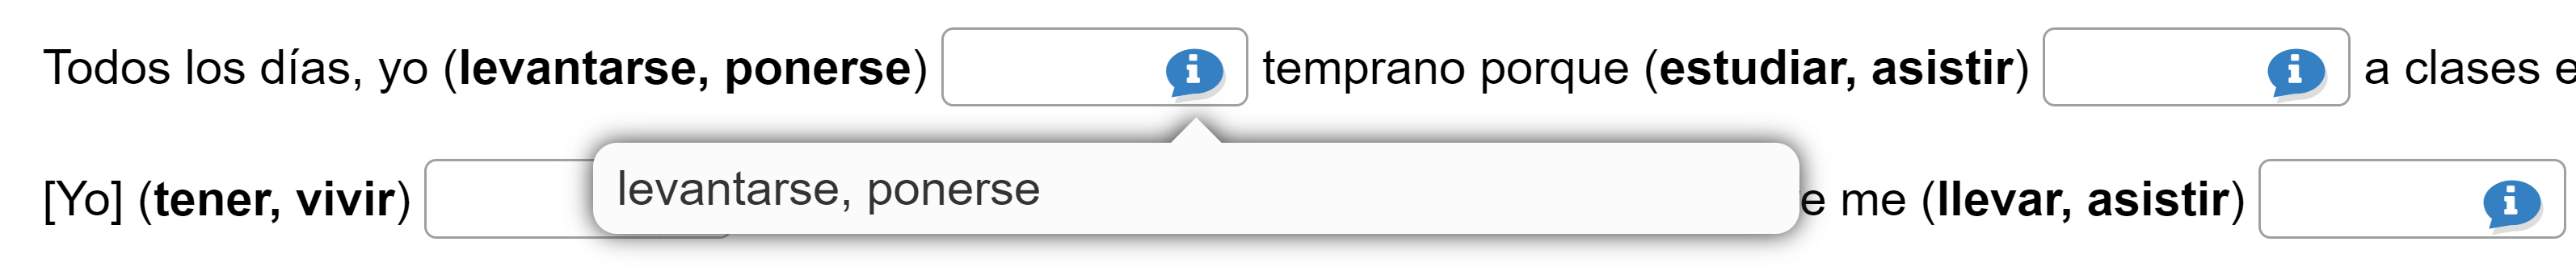 Todos los días, yo (levantarse, ponerse) temprano porque (estudiar, asistir) a clases
levantarse, ponerse
[Yo] (tener, vivir) me (llevar, asistir)